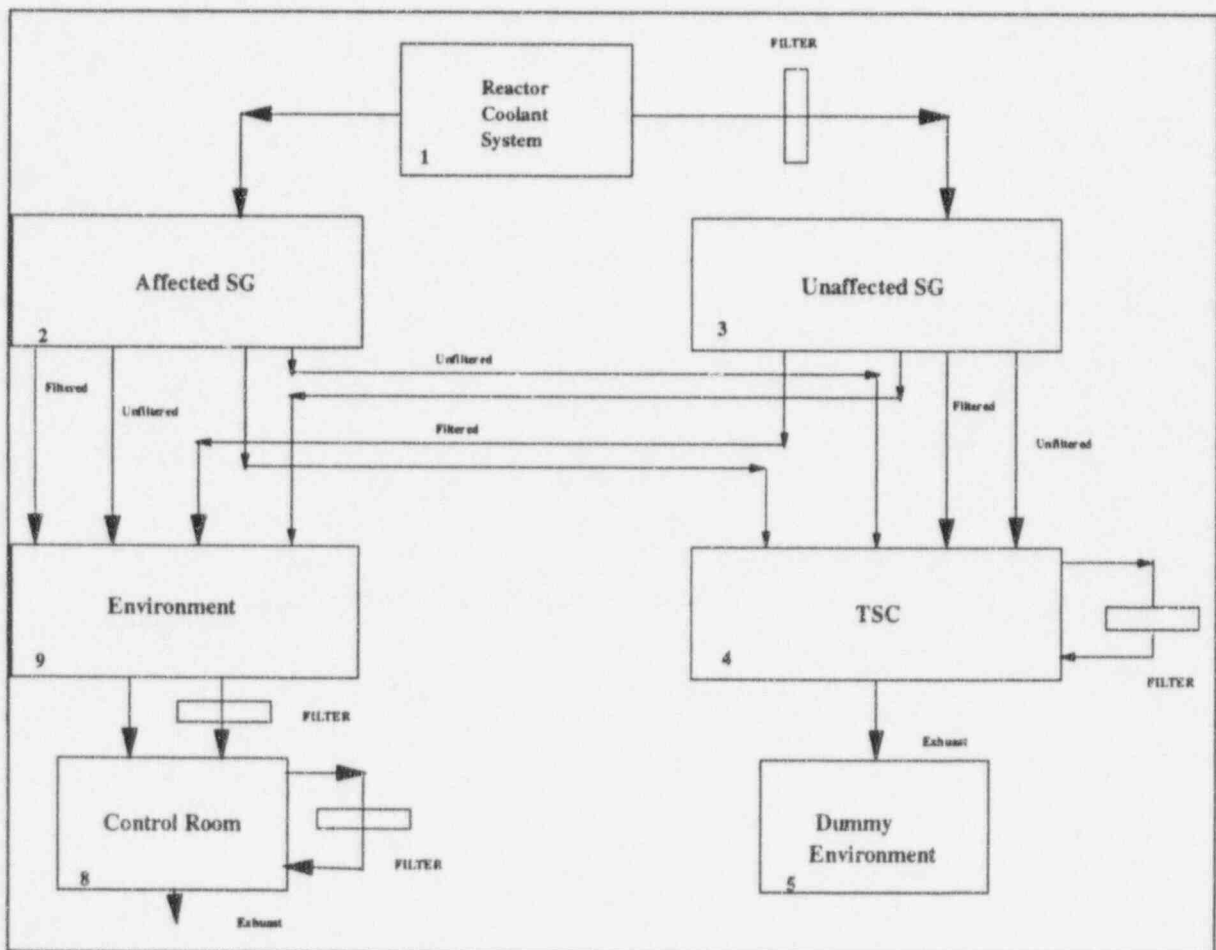 FILTER
Reactor
Coolant
System
1
Affected SG
2
Unaffected SG
3
Filtered
Unfiltered
Unfiltered
Filtered
Filtered
Unfiltered
Environment
9
TSC
4
FILTER
FILTER
Exhaust
Control Room
8
FILTER
Exhaust
Dummy
Environment
5